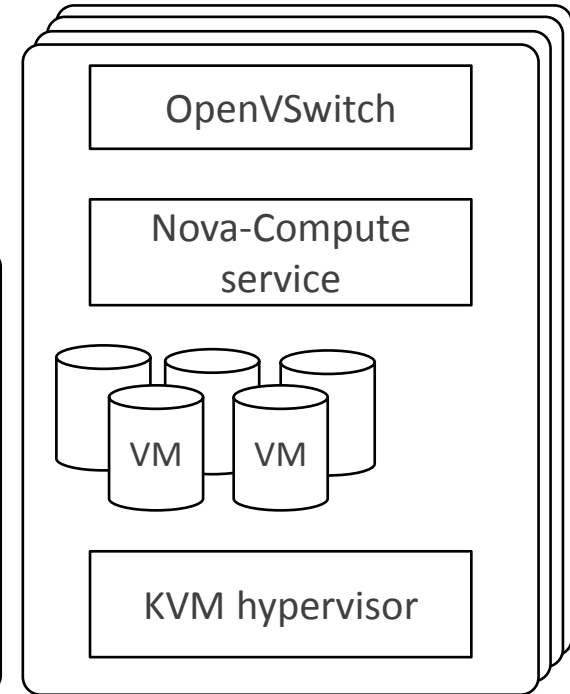 OpenVSwitch
Nova-Compute
service
VM
VM
KVM hypervisor